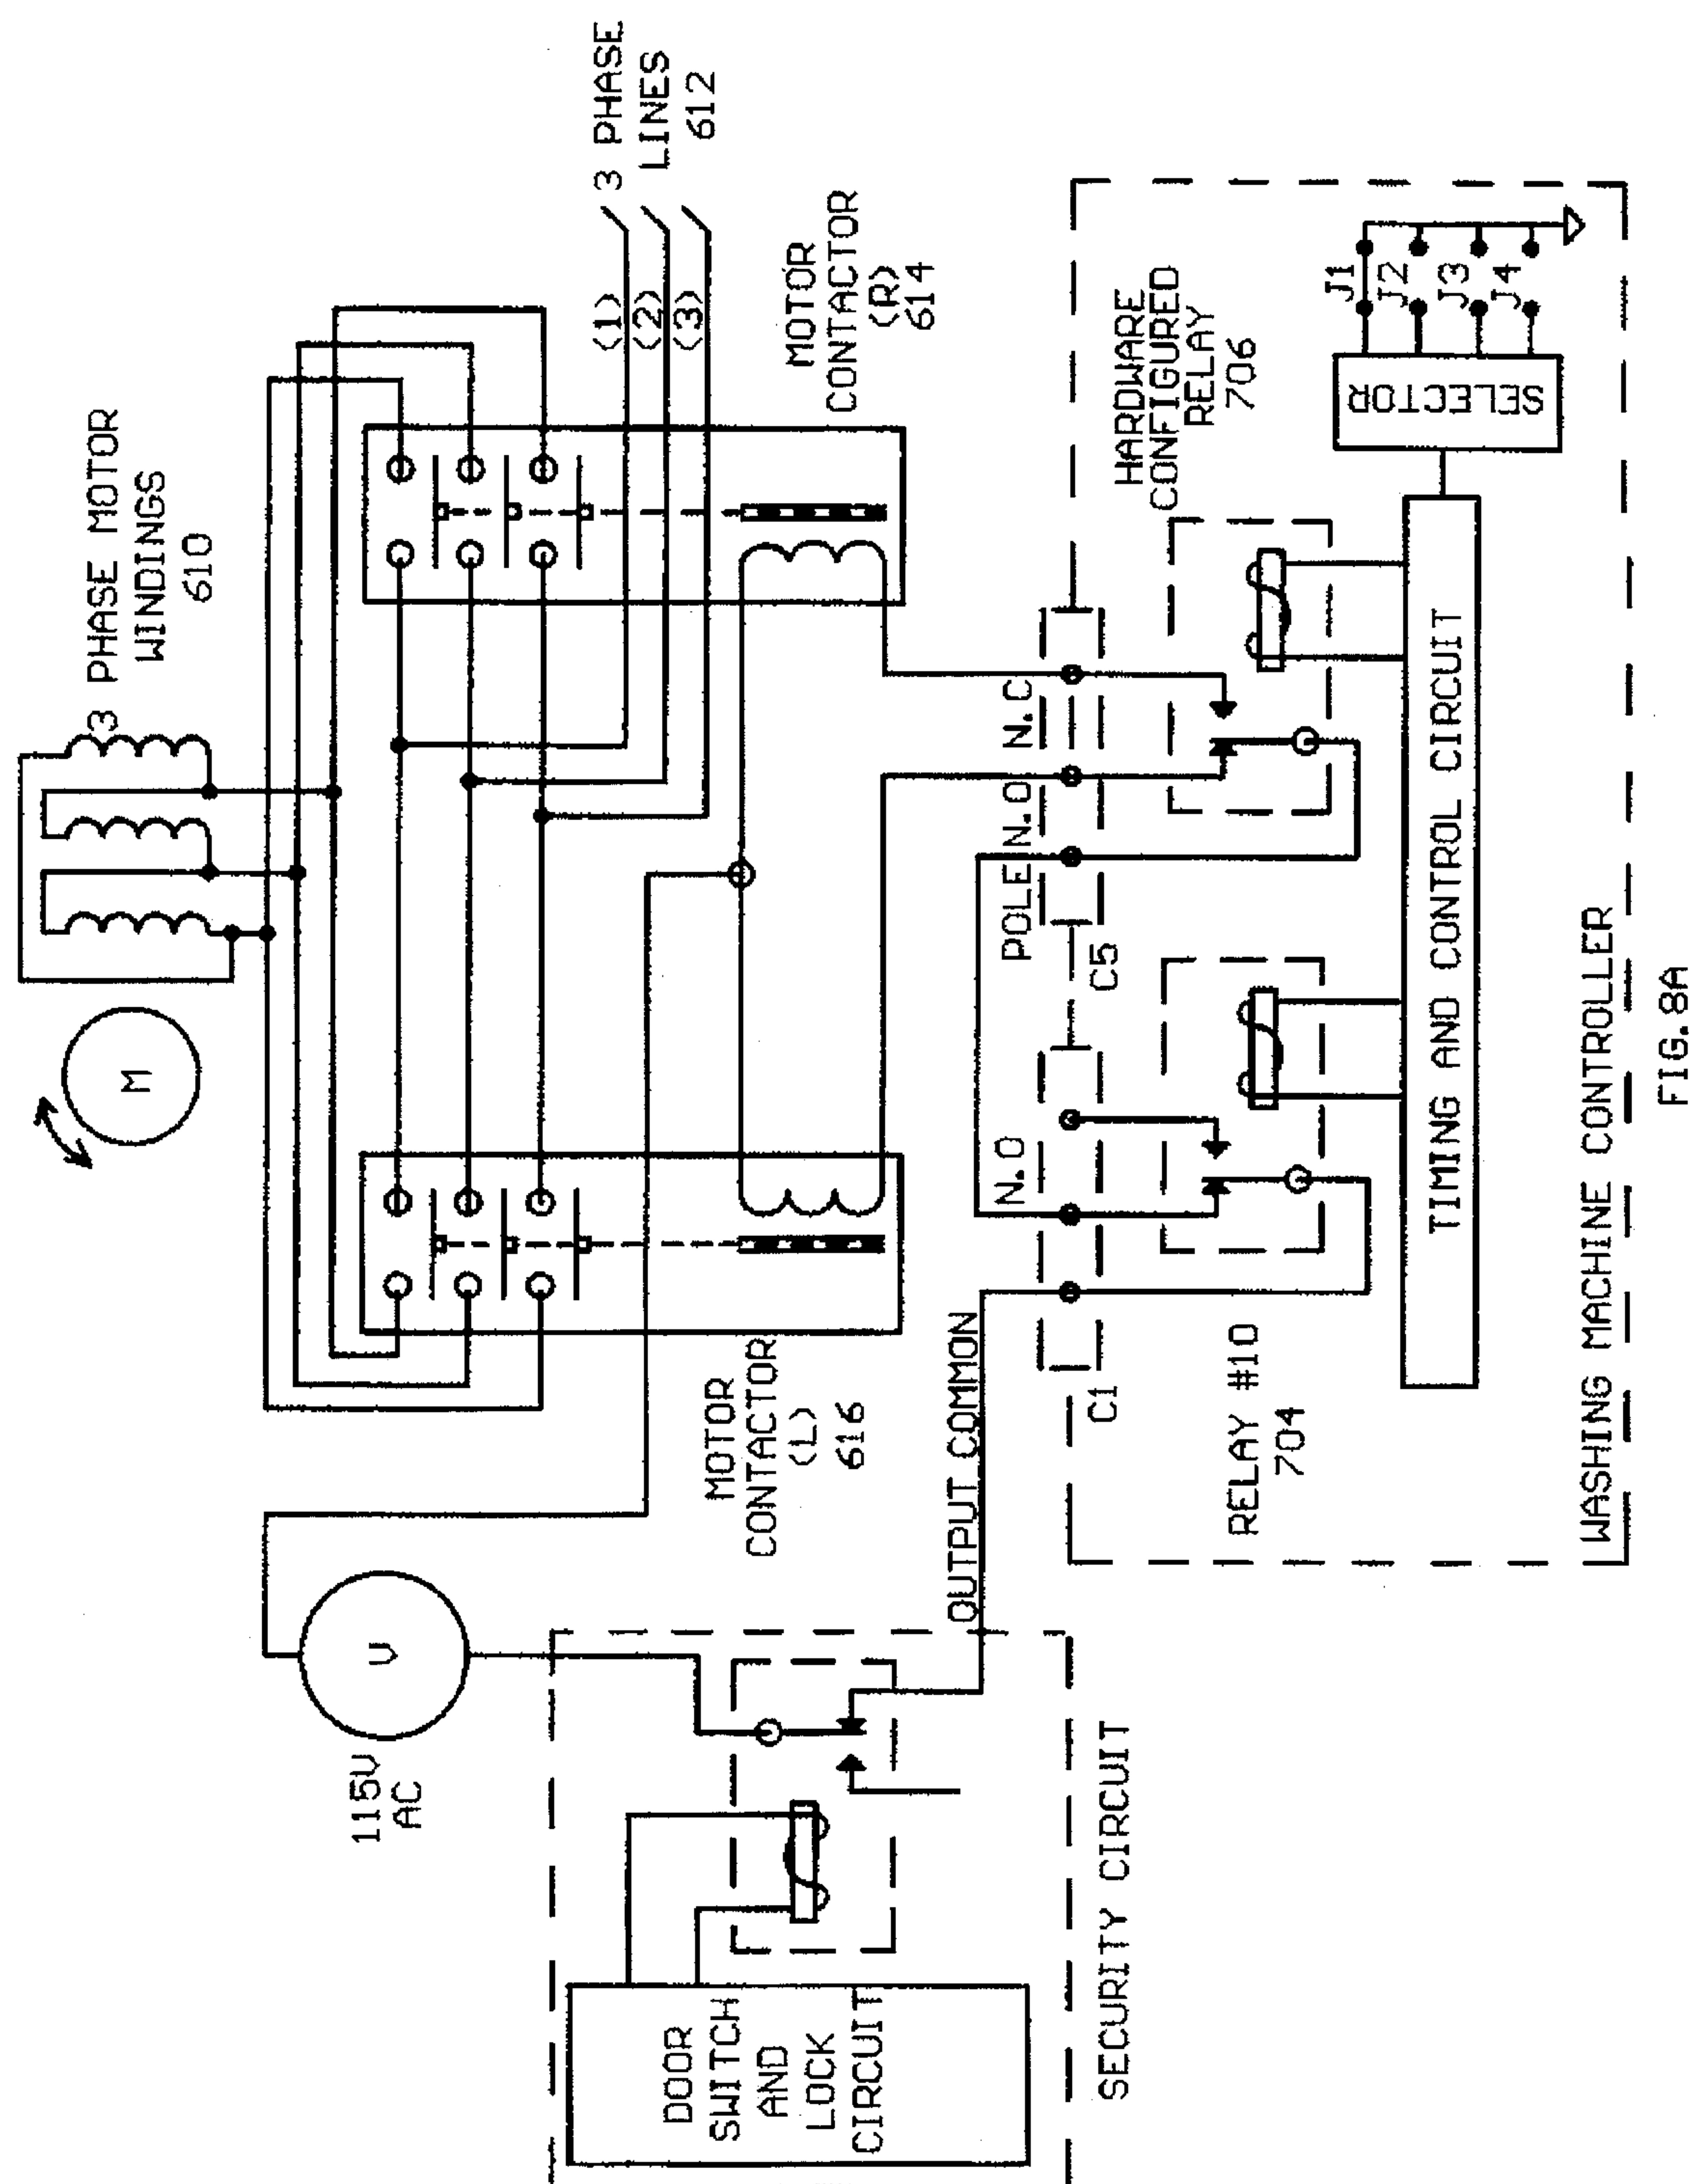 3 PHASE MOTOR
WINDINGS
610
M
3 PHASE
LINES
612
(1)
(2)
(3)
MOTOR
CONTACTOR
(R)
614
MOTOR
CONTACTOR
(L)
616
115V
AC
V
DOOR
SWITCH
AND
LOCK
CIRCUIT
SECURITY CIRCUIT
OUTPUT COMMON
C1
N.O
C5
POLE N.O N.C
HARDWARE
CONFIGURED
RELAY
706
RELAY #10
704
J1
J2
J3
J4
SELECTOR
TIMING AND CONTROL CIRCUIT
WASHING MACHINE CONTROLLER
FIG.8A